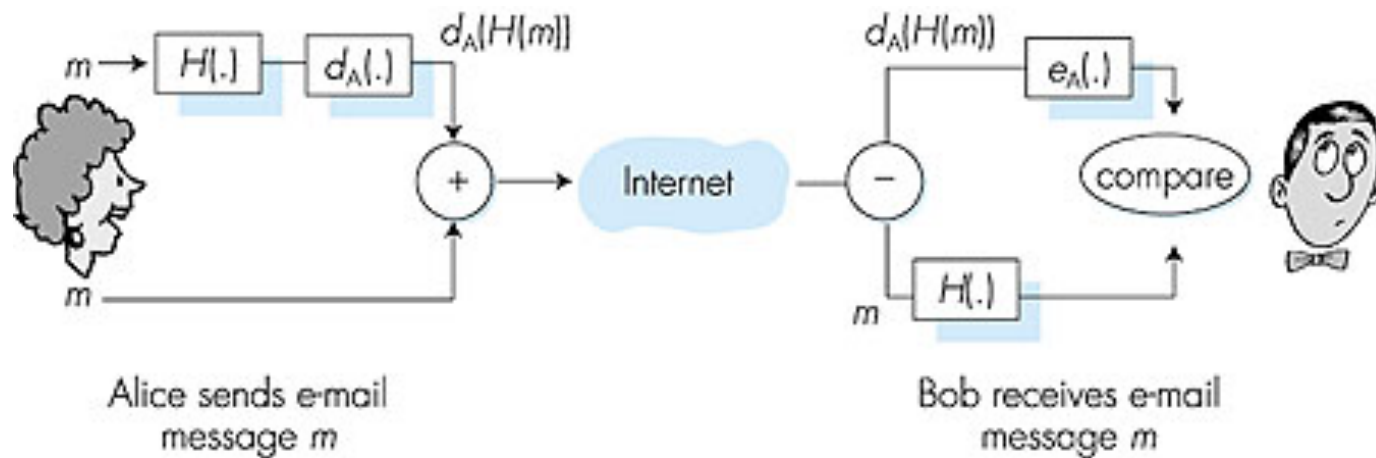 m
H(.)
d_A(.)
d_A(H(m))
+
m
Internet
−
d_A(H(m))
e_A(.)
compare
m
H(.)
Alice sends e-mail
message m
Bob receives e-mail
message m